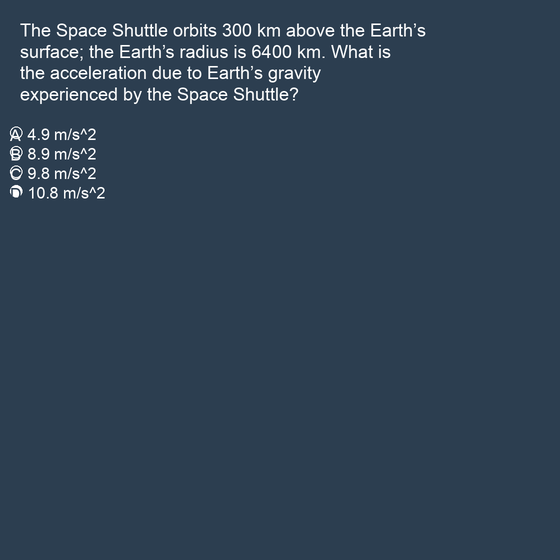 The Space Shuttle orbits 300 km above the Earth’s
surface; the Earth’s radius is 6400 km. What is
the acceleration due to Earth’s gravity
experienced by the Space Shuttle?
A 4.9 m/s^2
B 8.9 m/s^2
C 9.8 m/s^2
D 10.8 m/s^2